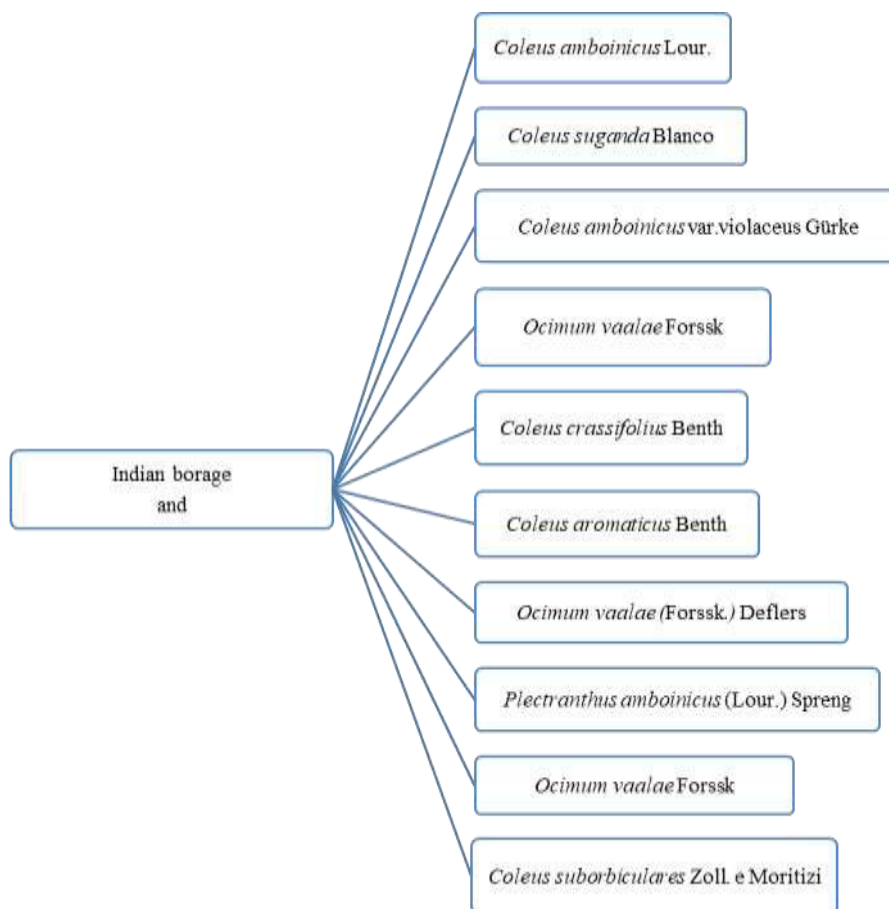 Coleus amboinicus Lour.
Coleus suganda Blanco
Coleus amboinicus var.violaceus Gürke
Ocimum vaalae Forssk
Coleus crassifolius Benth
Indian borage
and
Coleus aromaticus Benth
Ocimum vaalae (Forssk.) Deflers
Plectranthus amboinicus (Lour.) Spreng
Ocimum vaalae Forssk
Coleus suborbiculares Zoll. e Moritizi